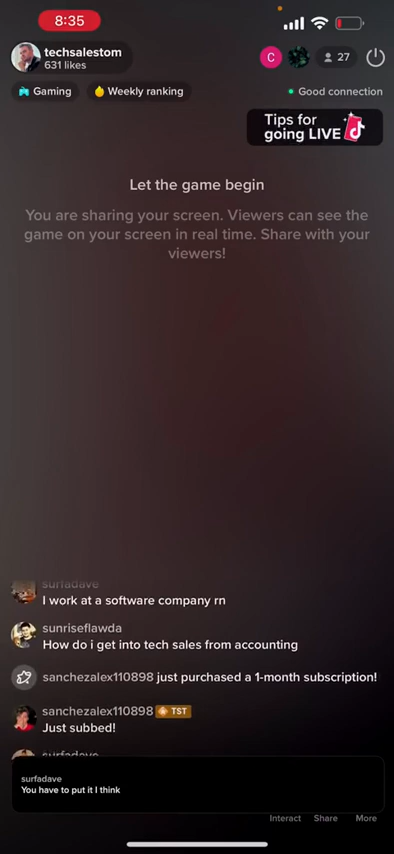 8:35
techsalestom
631 likes
C
27
Gaming
Weekly ranking
Good connection
Tips for
going LIVE
Let the game begin
You are sharing your screen. Viewers can see the
game on your screen in real time. Share with your
viewers!
surfadave
I work at a software company rn
sunriseflawda
How do i get into tech sales from accounting
sanchezalex110898 just purchased a 1-month subscription!
sanchezalex110898 TST
Just subbed!
surfadave
surfadave
You have to put it I think
Interact Share More